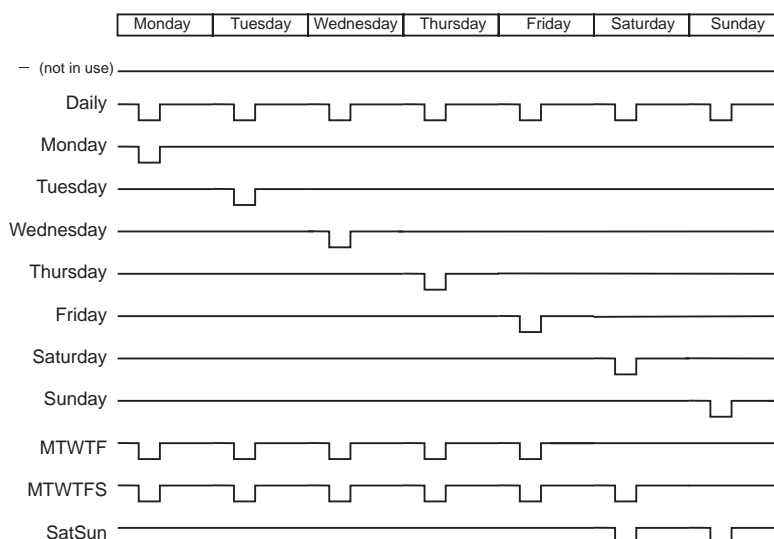 Monday Tuesday Wednesday Thursday Friday Saturday Sunday
– (not in use)
Daily
Monday
Tuesday
Wednesday
Thursday
Friday
Saturday
Sunday
MTWTF
MTWTFS
SatSun